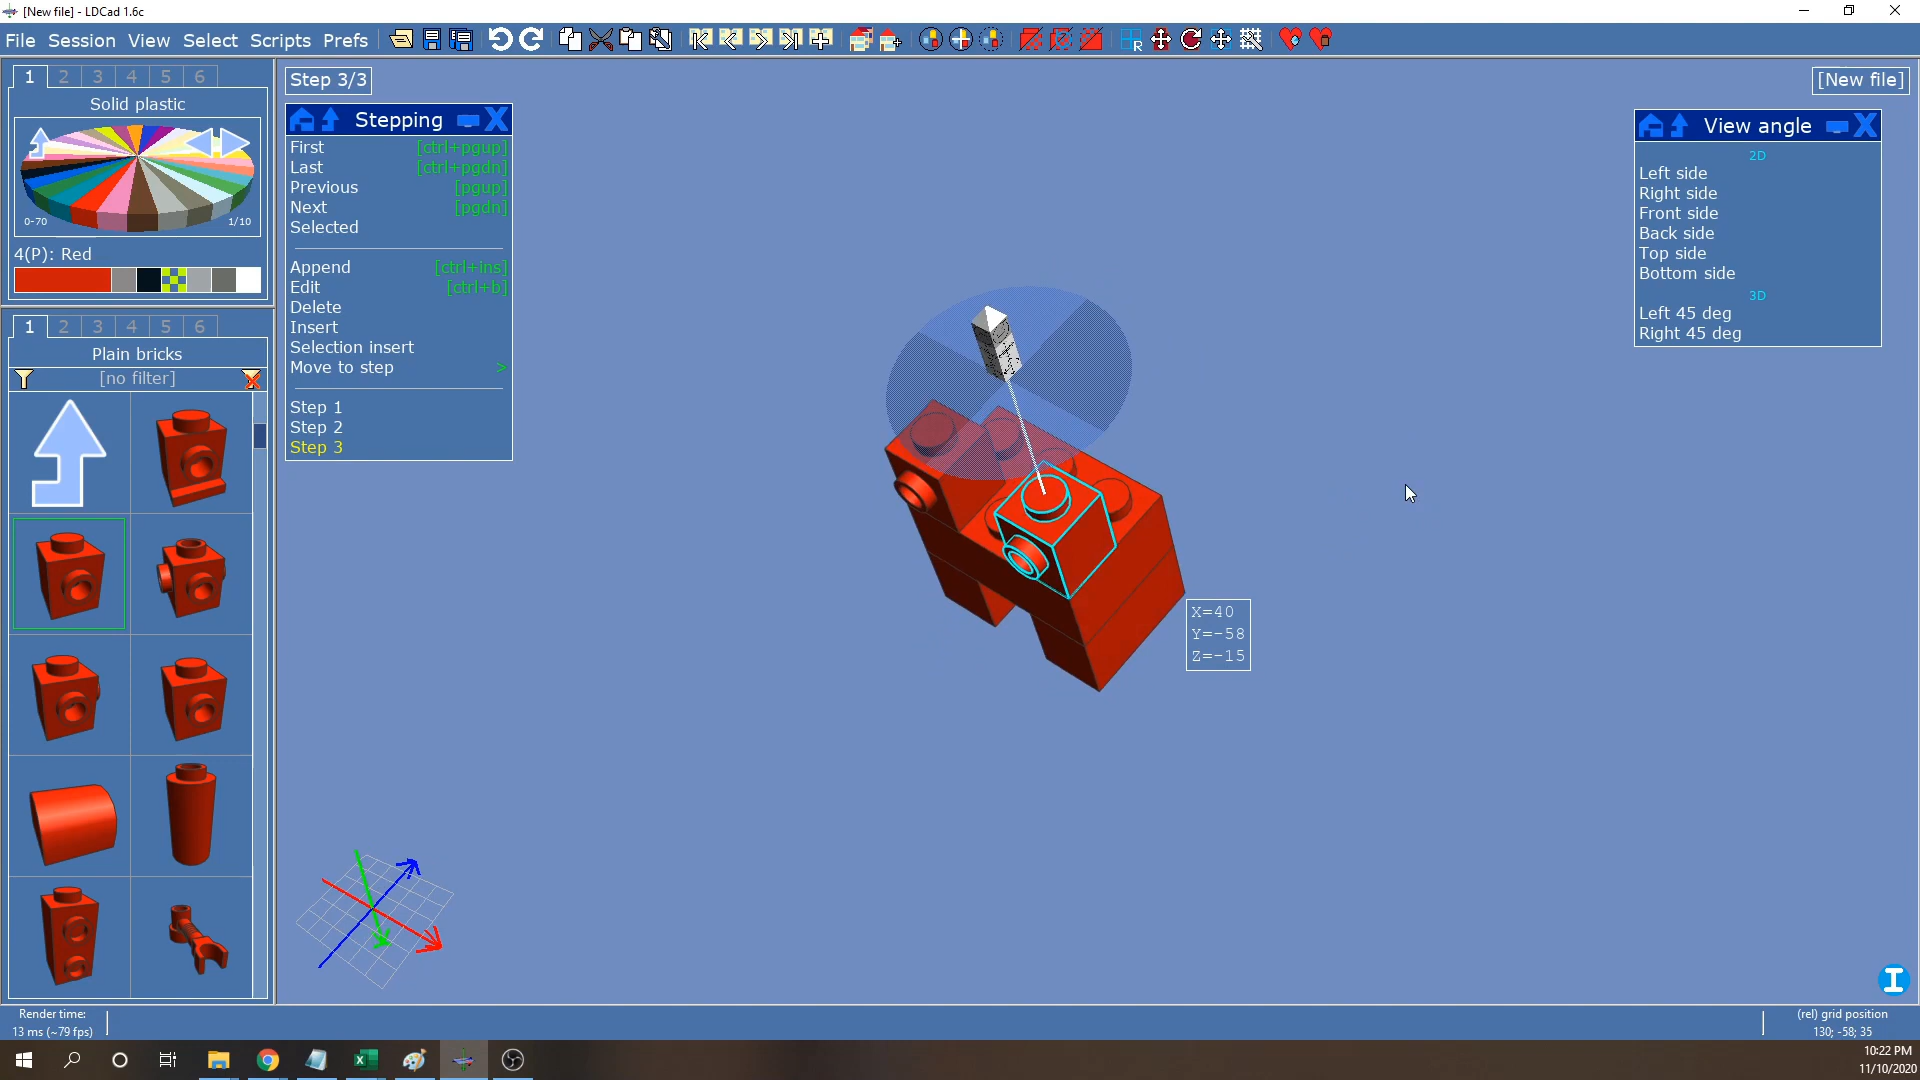 [New file] - LDCad 1.6c
File Session View Select Scripts Prefs
1 2 3 4 5 6
Solid plastic
0-70 1/10
4(P): Red
1 2 3 4 5 6
Plain bricks
[no filter]
Step 3/3
Stepping
First [ctrl+pgup]
Last [ctrl+pgdn]
Previous [pgup]
Next [pgdn]
Selected
Append [ctrl+ins]
Edit [ctrl+b]
Delete
Insert
Selection insert
Move to step >
Step 1
Step 2
Step 3
[New file]
View angle
2D
Left side
Right side
Front side
Back side
Top side
Bottom side
3D
Left 45 deg
Right 45 deg
X=40
Y=-58
Z=-15
R
Render time:
13 ms (~79 fps)
(rel) grid position
130; -58; 35
10:22 PM
11/10/2020